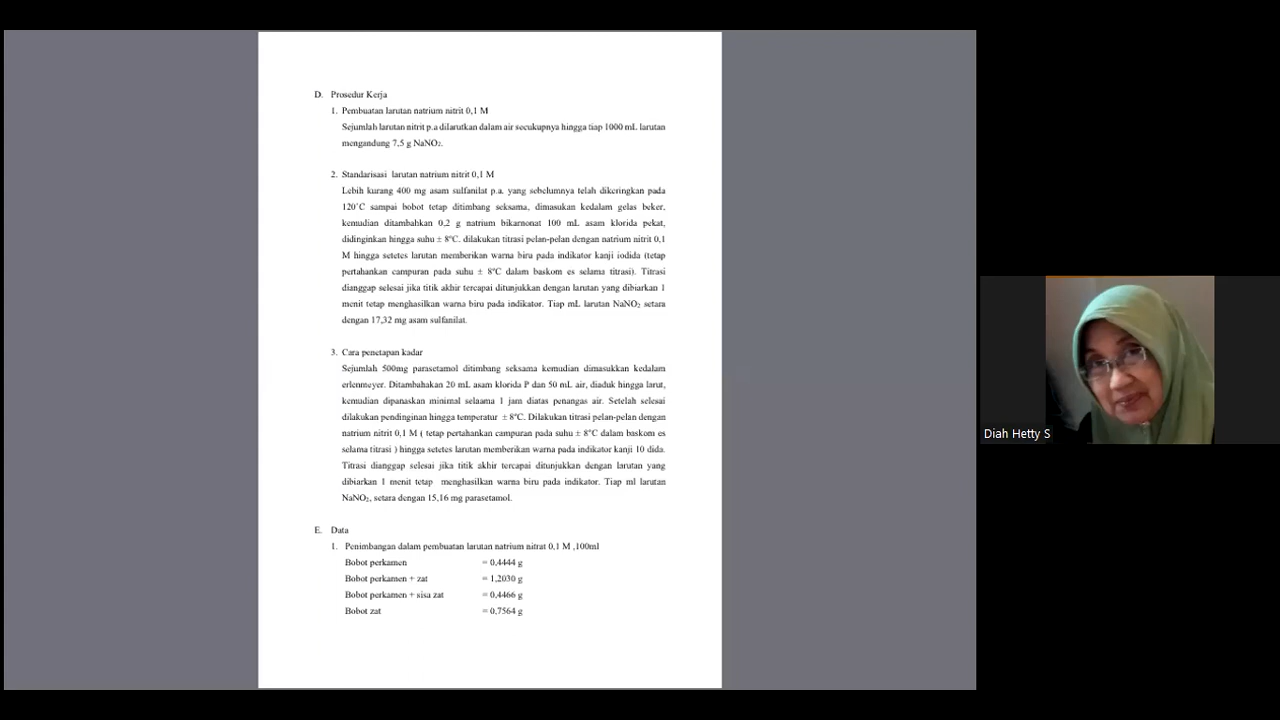 D. Prosedur Kerja
1. Pembuatan larutan natrium nitrit 0,1 M
Sejumlah larutan nitrit p.a dilarutkan dalam air secukupnya hingga tiap 1000 mL larutan
mengandung 7,5 g NaNO₂.
2. Standarisasi larutan natrium nitrit 0,1 M
Lebih kurang 400 mg asam sulfanilat p.a. yang sebelumnya telah dikeringkan pada
120˚C sampai bobot tetap ditimbang seksama, dimasukan kedalam gelas beker,
kemudian ditambahkan 0,2 g natrium bikarnonat 100 mL asam klorida pekat,
didinginkan hingga suhu ± 8ºC. dilakukan titrasi pelan-pelan dengan natrium nitrit 0,1
M hingga setetes larutan memberikan warna biru pada indikator kanji iodida (tetap
pertahankan campuran pada suhu ± 8ºC dalam baskom es selama titrasi). Titrasi
dianggap selesai jika titik akhir tercapai ditunjukkan dengan larutan yang dibiarkan 1
menit tetap menghasilkan warna biru pada indikator. Tiap mL larutan NaNO₂ setara
dengan 17,32 mg asam sulfanilat.
3. Cara penetapan kadar
Sejumlah 500mg parasetamol ditimbang seksama kemudian dimasukkan kedalam
erlenmeyer. Ditambahakan 20 mL asam klorida P dan 50 mL air, diaduk hingga larut,
kemudian dipanaskan minimal selaama 1 jam diatas penangas air. Setelah selesai
dilakukan pendinginan hingga temperatur ± 8ºC. Dilakukan titrasi pelan-pelan dengan
natrium nitrit 0,1 M ( tetap pertahankan campuran pada suhu ± 8ºC dalam baskom es
selama titrasi ) hingga setetes larutan memberikan warna pada indikator kanji 10 dida.
Titrasi dianggap selesai jika titik akhir tercapai ditunjukkan dengan larutan yang
dibiarkan 1 menit tetap menghasilkan warna biru pada indikator. Tiap ml larutan
NaNO₂, setara dengan 15,16 mg parasetamol.
E. Data
1. Penimbangan dalam pembuatan larutan natrium nitrat 0,1 M ,100ml
Bobot perkamen = 0,4444 g
Bobot perkamen + zat = 1,2030 g
Bobot perkamen + sisa zat = 0,4466 g
Bobot zat = 0,7564 g
Diah Hetty S